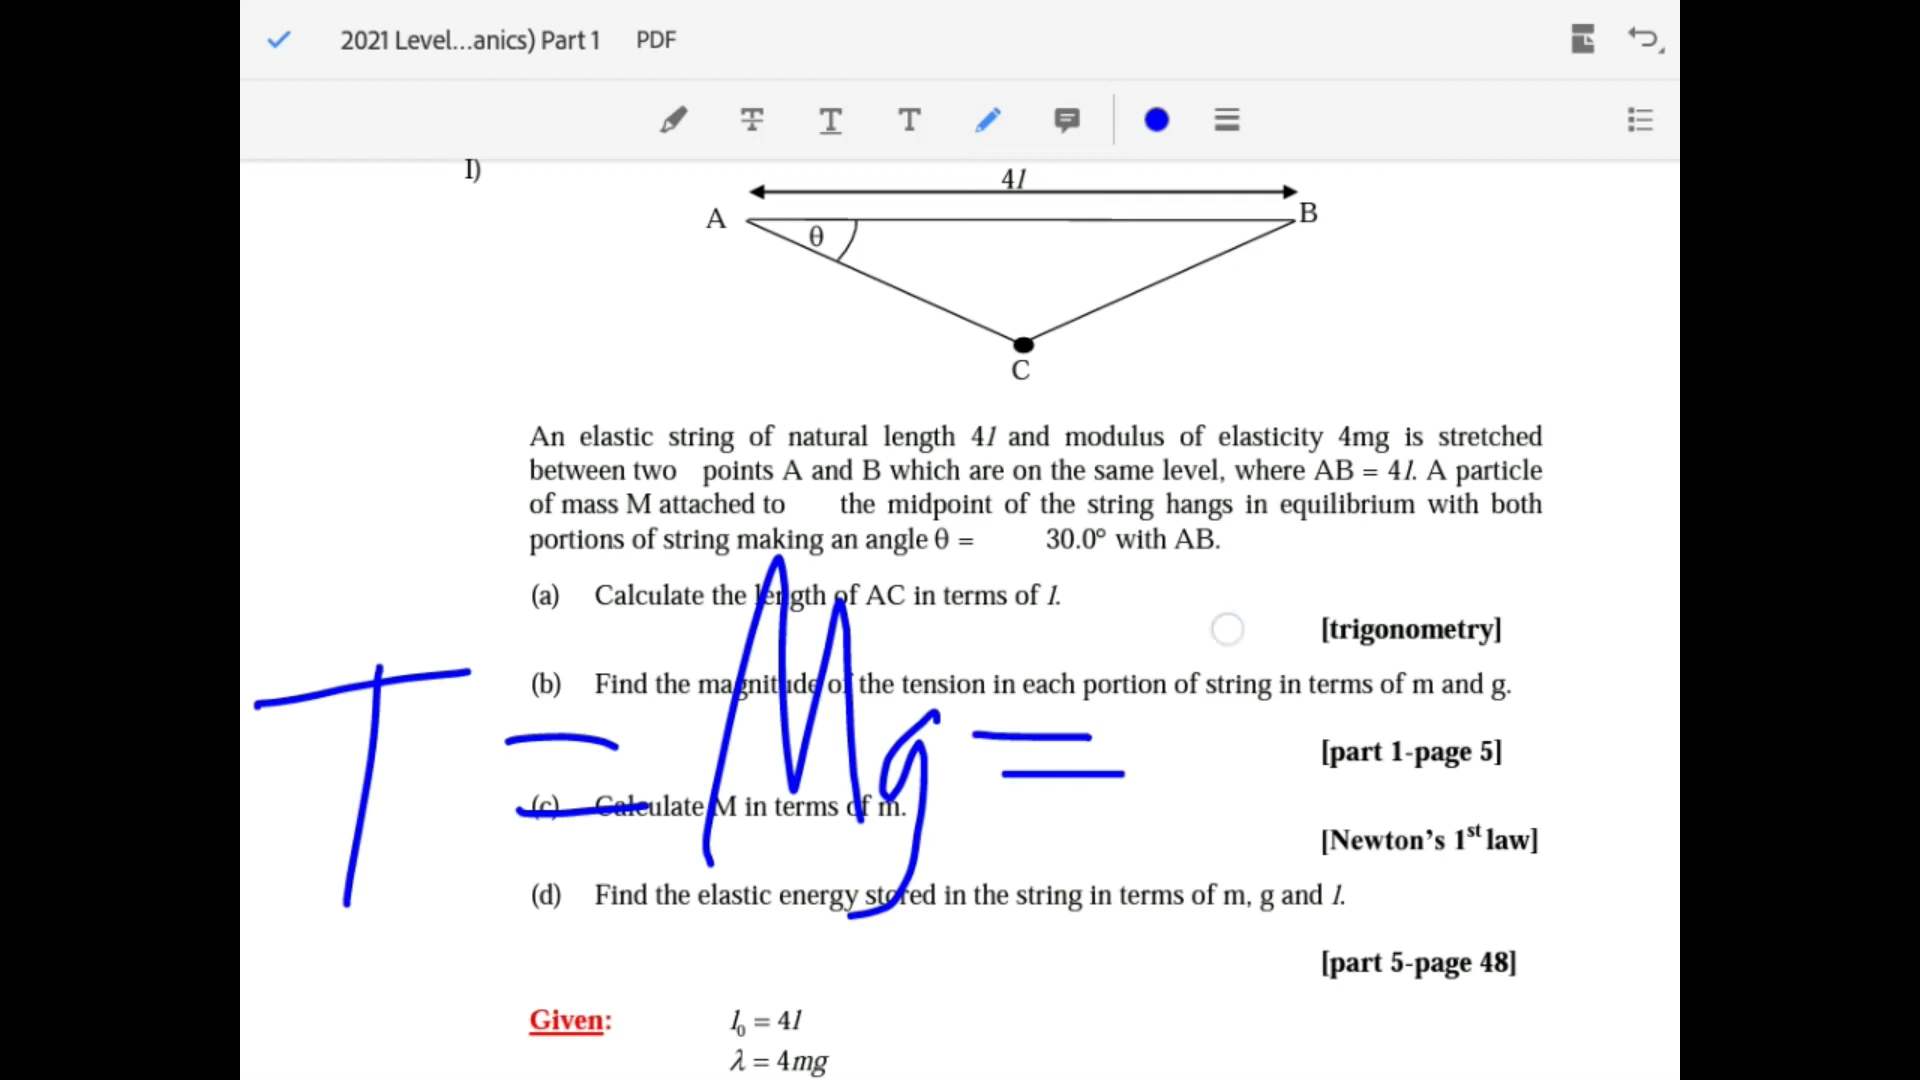 2021 Level...anics) Part 1 PDF
I)
4l
A B
θ
C
An elastic string of natural length 4l and modulus of elasticity 4mg is stretched
between two points A and B which are on the same level, where AB = 4l. A particle
of mass M attached to the midpoint of the string hangs in equilibrium with both
portions of string making an angle θ = 30.0° with AB.
(a) Calculate the length of AC in terms of l.
[trigonometry]
(b) Find the magnitude of the tension in each portion of string in terms of m and g.
T = Mg =
[part 1-page 5]
(c) Calculate M in terms of m.
[Newton's 1st law]
(d) Find the elastic energy stored in the string in terms of m, g and l.
[part 5-page 48]
Given: l₀ = 4l
λ = 4mg